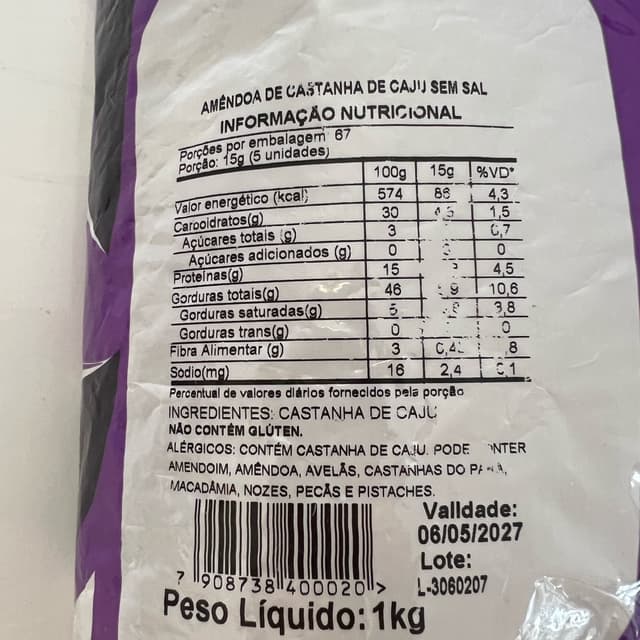 AMÊNDOA DE CASTANHA DE CAJU SEM SAL
INFORMAÇÃO NUTRICIONAL
Porções por embalagem 67
Porção: 15g (5 unidades)
100g 15g %VD*
Valor energético (kcal) 574 86 4,3
Carboidratos(g) 30 1,5
Açúcares totais (g) 3 0,7
Açúcares adicionados (g) 0 0
Proteínas(g) 15 4,5
Gorduras totais(g) 46 10,6
Gorduras saturadas(g) 5 3,8
Gorduras trans(g) 0 0
Fibra Alimentar (g) 3
Sódio(mg) 16 2,4
Percentual de valores diários fornecidos pela porção
INGREDIENTES: CASTANHA DE CAJU
NÃO CONTÉM GLÚTEN.
ALÉRGICOS: CONTÉM CASTANHA DE CAJU. PODE
AMENDOIM, AMÊNDOA, AVELÃS, CASTANHAS DO
MACADÂMIA, NOZES, PECÃS E PISTACHES.
Validade:
06/05/2027
Lote:
L-3060207
7 908738 400020 >
Peso Líquido: 1kg